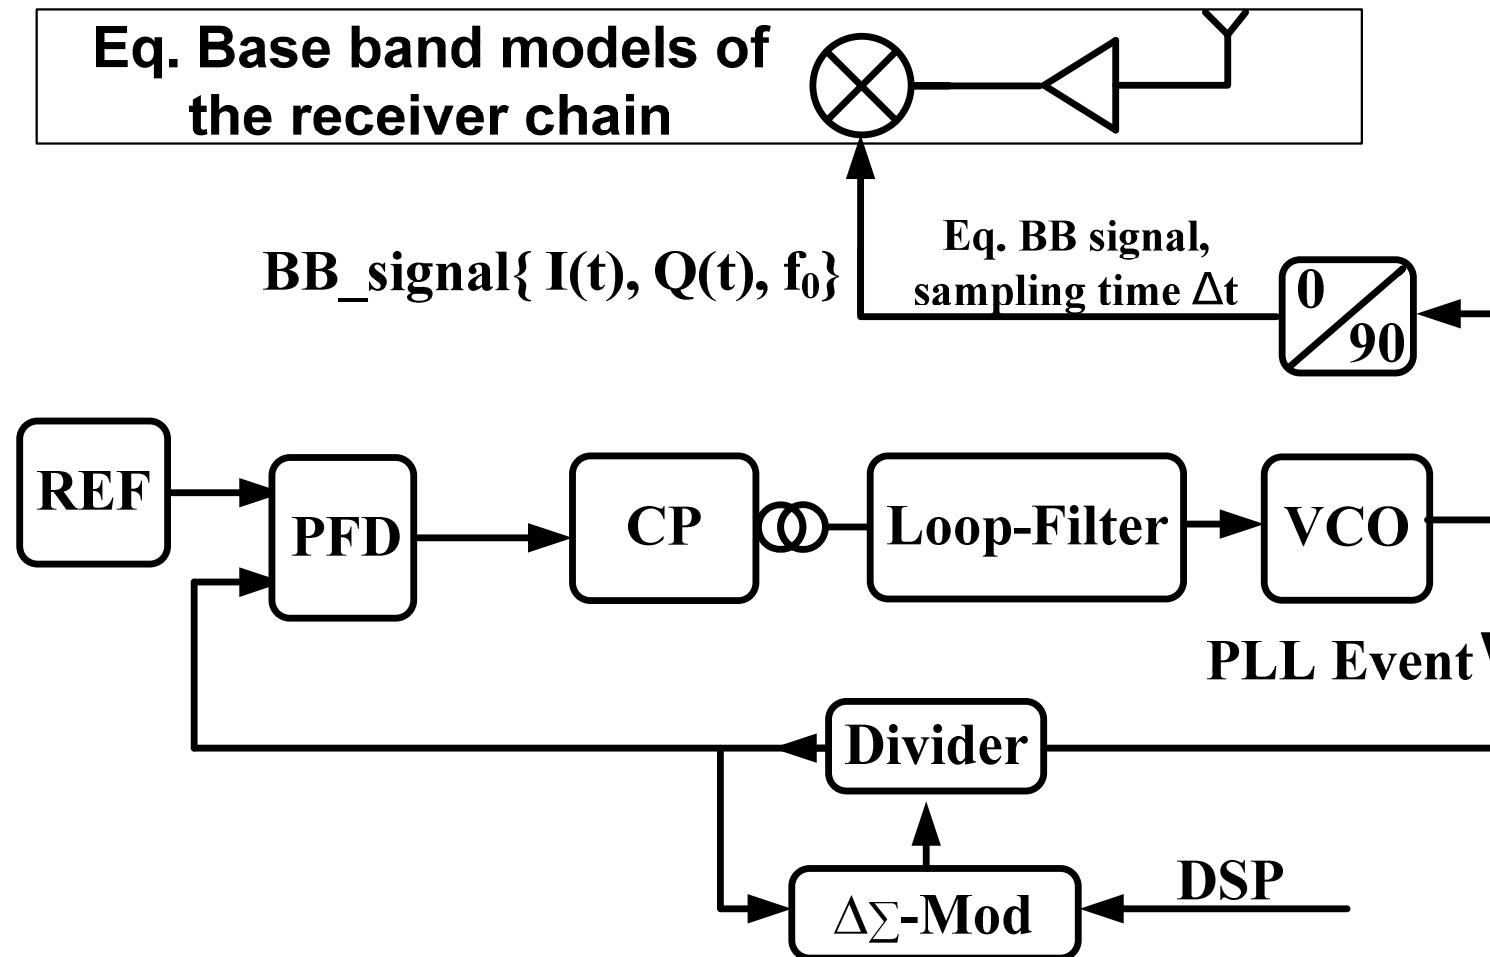 Eq. Base band models of
the receiver chain
Eq. BB signal,
BB_signal{ I(t), Q(t), f₀}
sampling time Δt
0
90
REF
PFD
CP
Loop-Filter
VCO
PLL Event
Divider
DSP
Δ∑-Mod